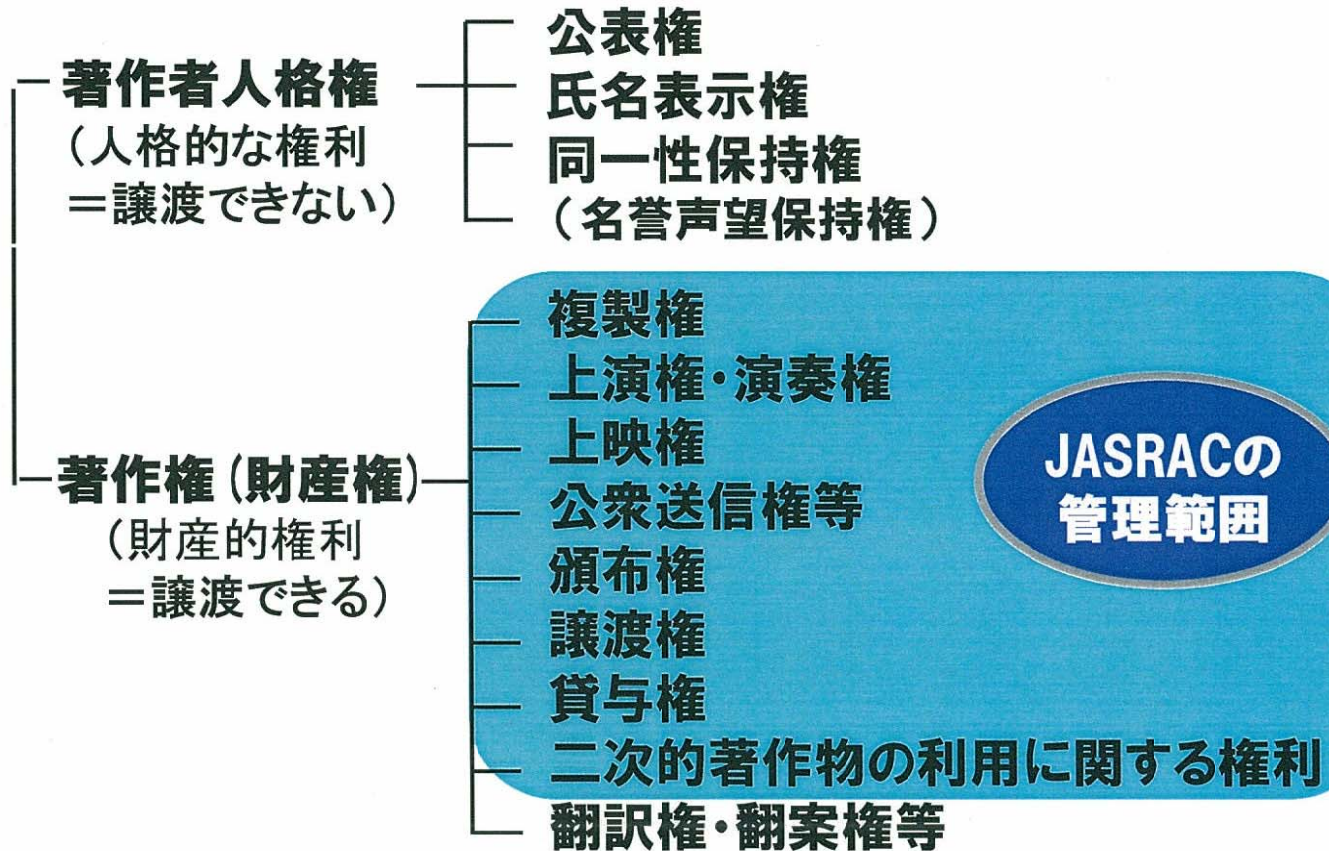 著作者人格権
（人格的な権利
＝譲渡できない）
公表権
氏名表示権
同一性保持権
（名誉声望保持権）
著作権（財産権）
（財産的権利
＝譲渡できる）
複製権
上演権・演奏権
上映権
公衆送信権等
頒布権
譲渡権
貸与権
二次的著作物の利用に関する権利
翻訳権・翻案権等
JASRACの
管理範囲